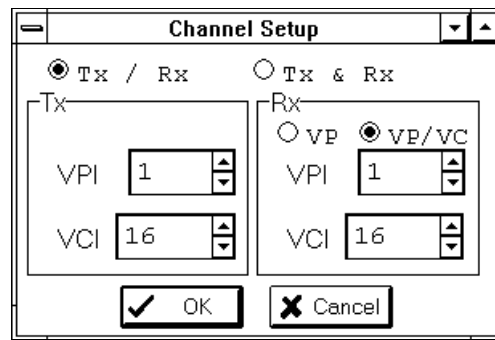 Channel Setup
Tx / Rx Tx & Rx
Tx Rx
VP VP/VC
VPI 1 VPI 1
VCI 16 VCI 16
OK Cancel